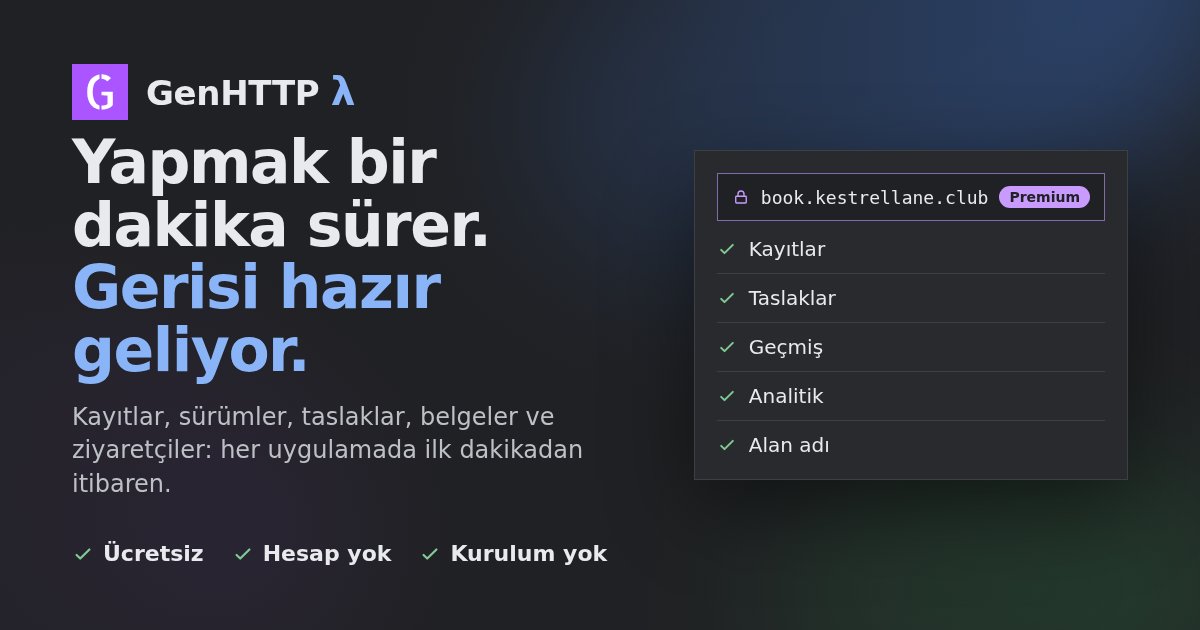 G GenHTTP λ
Yapmak bir
dakika sürer.
Gerisi hazır
geliyor.
Kayıtlar, sürümler, taslaklar, belgeler ve
ziyaretçiler: her uygulamada ilk dakikadan
itibaren.
Ücretsiz Hesap yok Kurulum yok
book.kestrellane.club Premium
Kayıtlar
Taslaklar
Geçmiş
Analitik
Alan adı